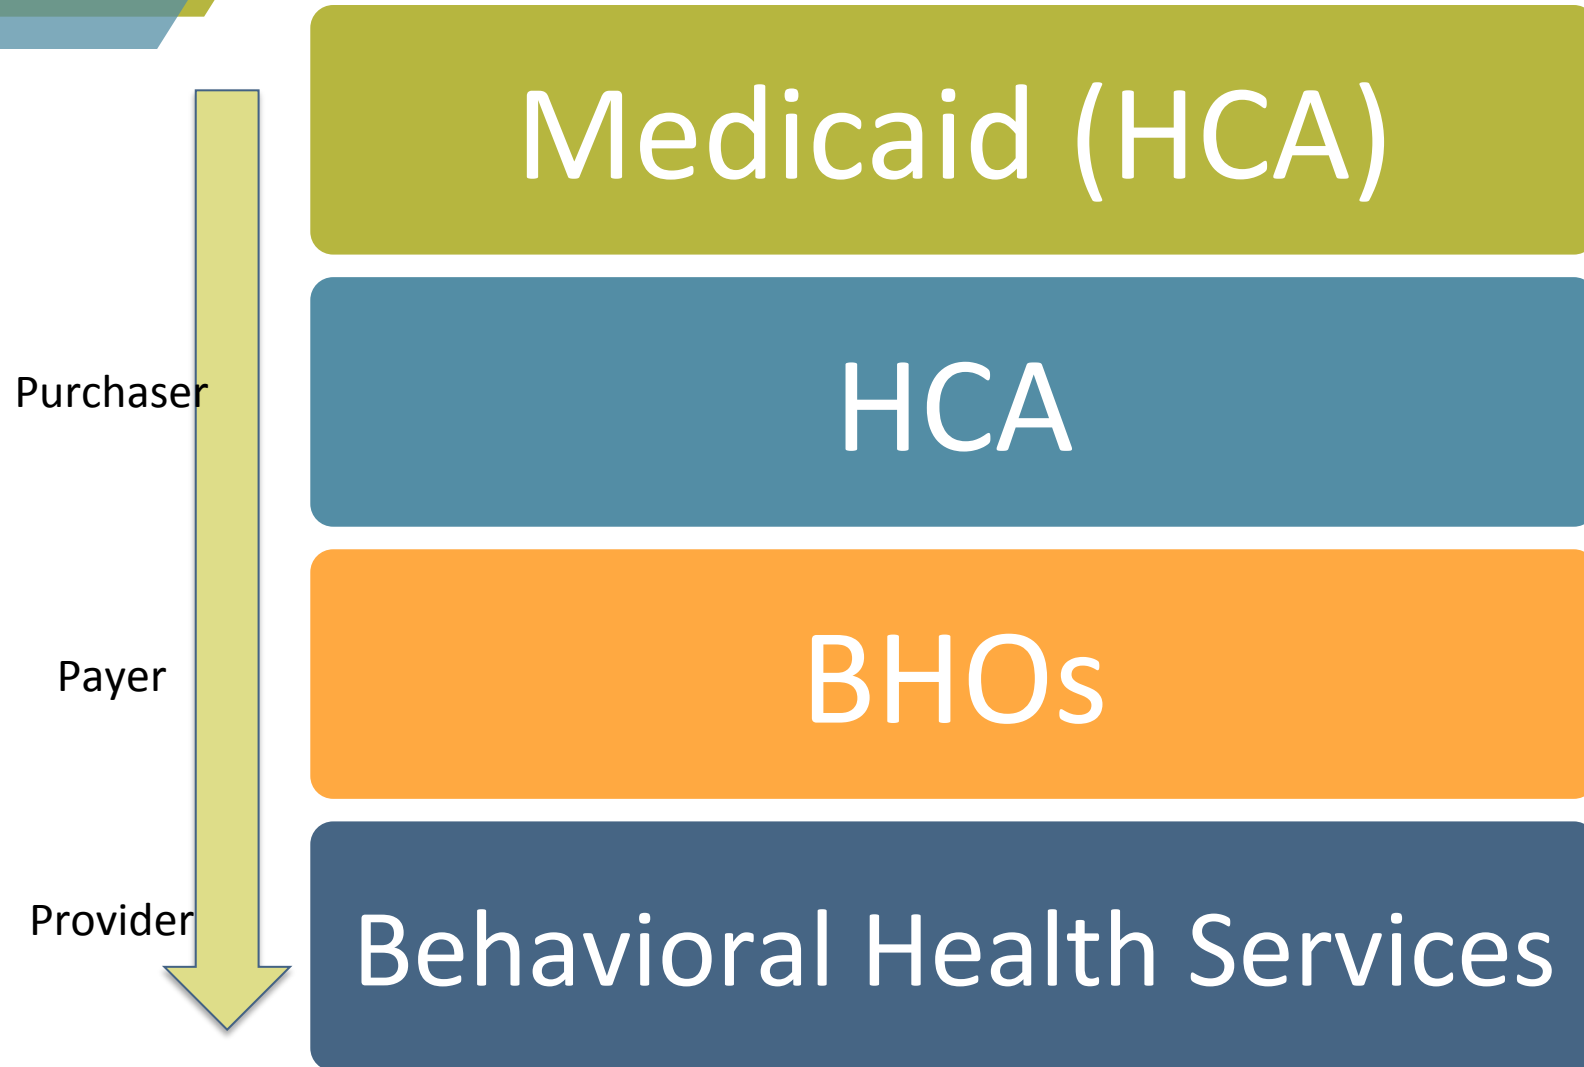 Medicaid (HCA)
Purchaser
HCA
Payer
BHOs
Provider
Behavioral Health Services